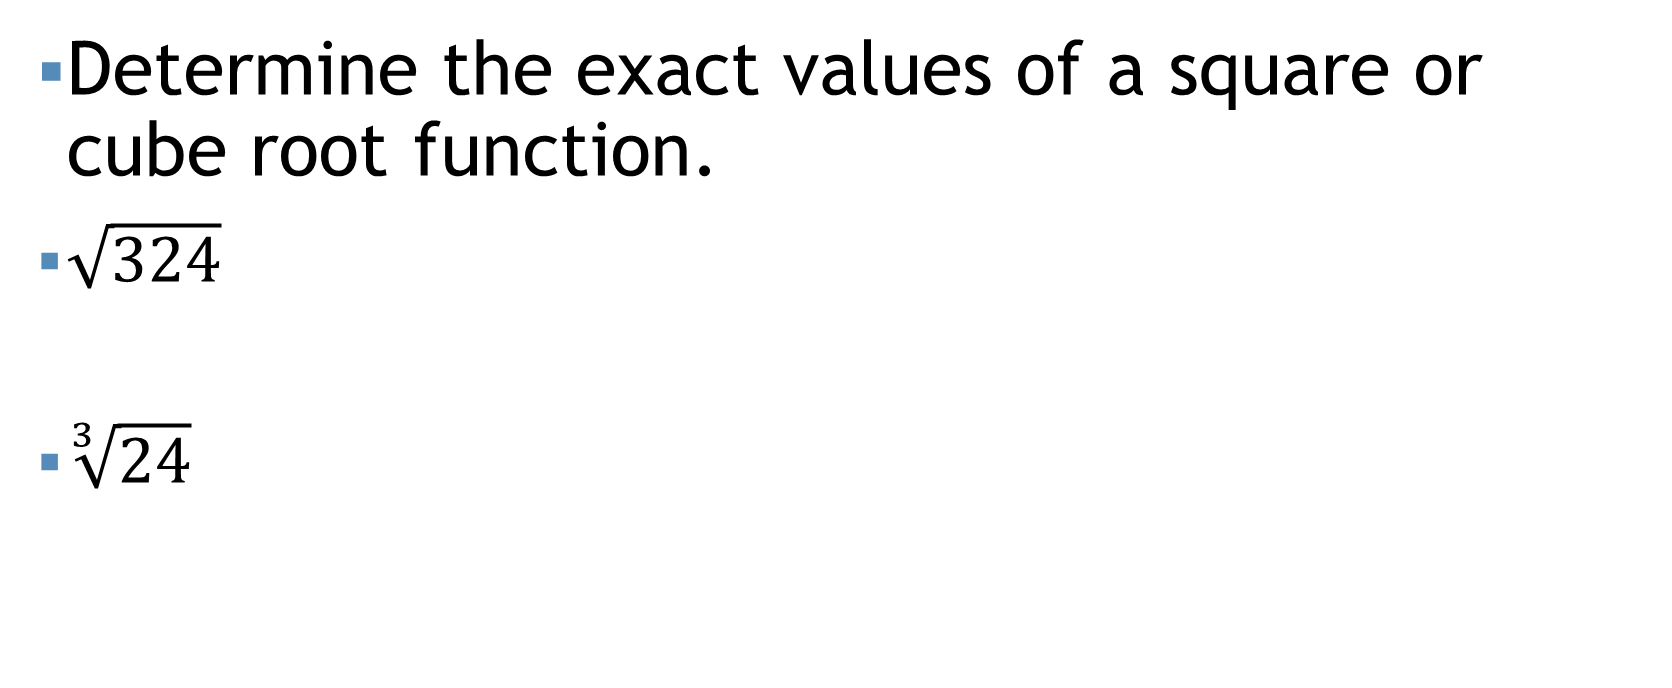 ▪Determine the exact values of a square or
cube root function.
▪√324
▪∛24